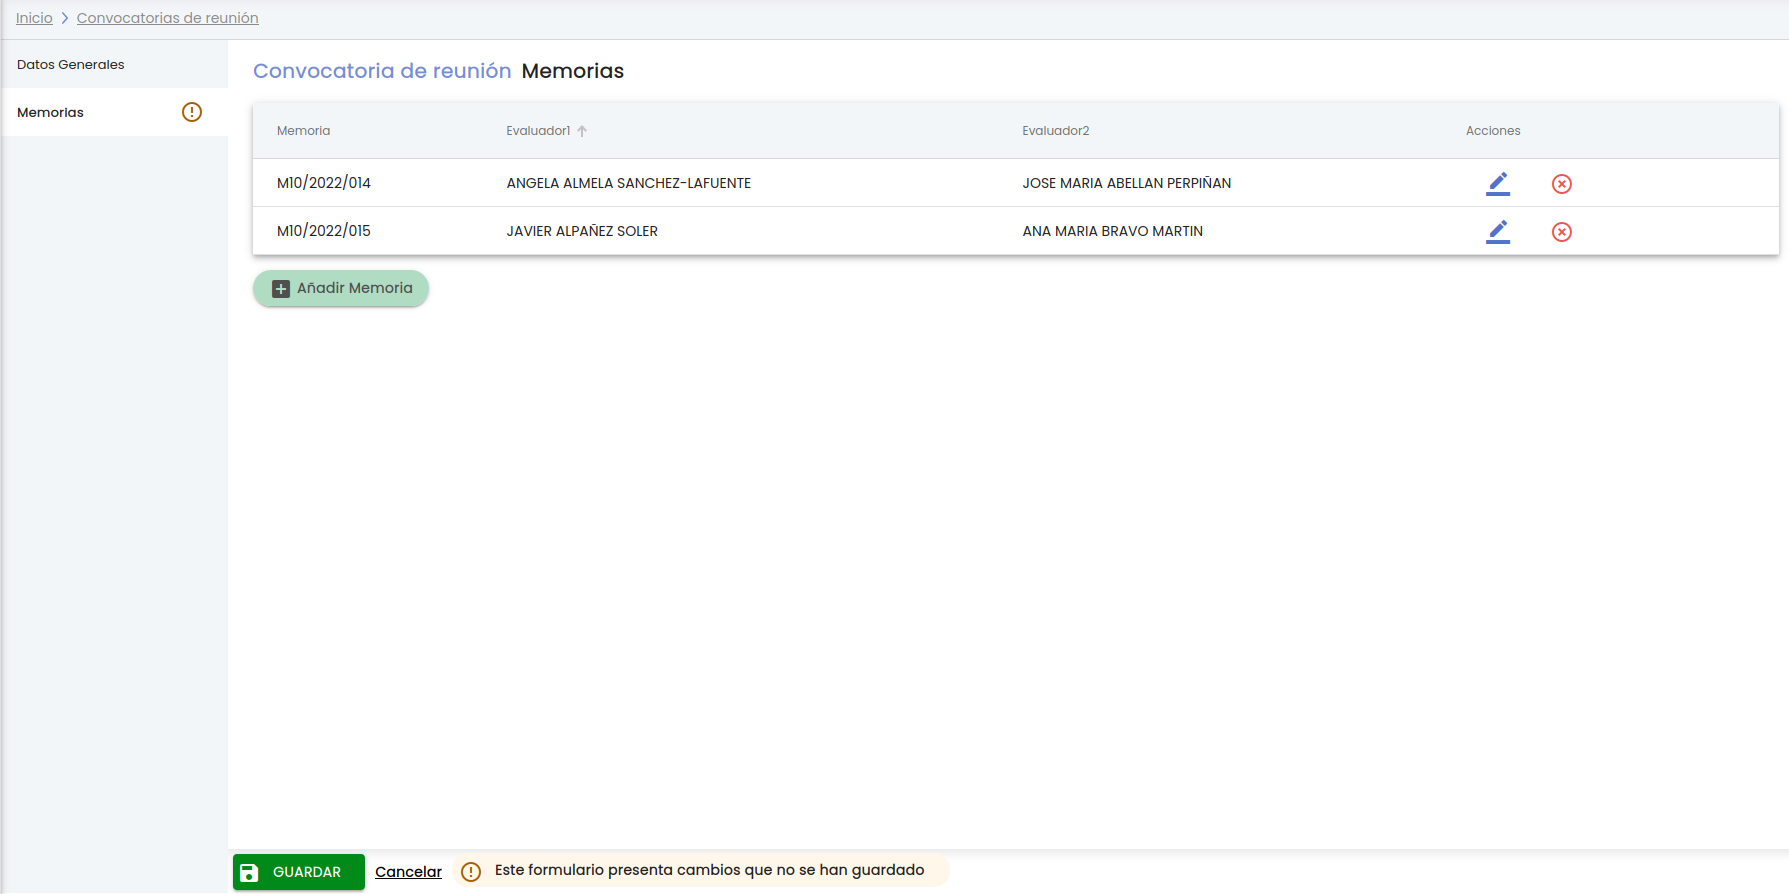 Inicio > Convocatorias de reunión
Datos Generales
Memorias
Convocatoria de reunión Memorias
Memoria Evaluador1 Evaluador2 Acciones
M10/2022/014 ANGELA ALMELA SANCHEZ-LAFUENTE JOSE MARIA ABELLAN PERPIÑAN
M10/2022/015 JAVIER ALPAÑEZ SOLER ANA MARIA BRAVO MARTIN
Añadir Memoria
GUARDAR Cancelar Este formulario presenta cambios que no se han guardado